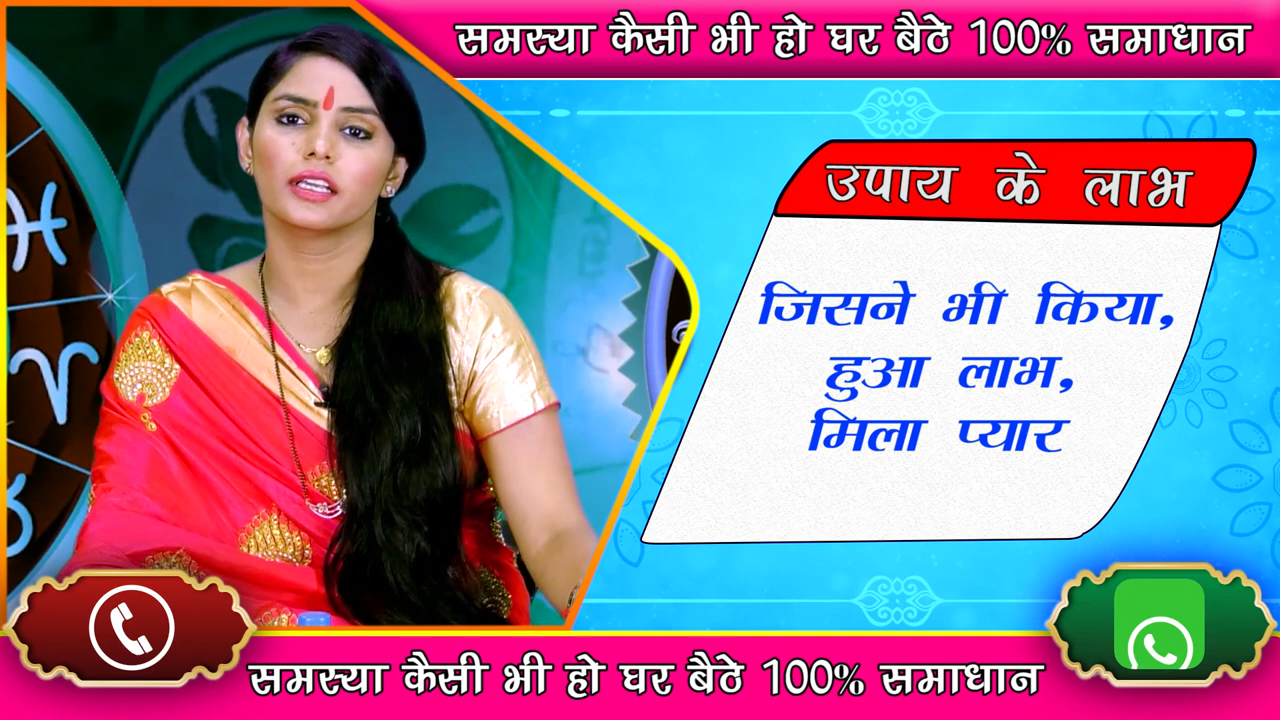 समस्या कैसी भी हो घर बैठे 100% समाधान
उपाय के लाभ
जिसने भी किया,
हुआ लाभ,
मिला प्यार
समस्या कैसी भी हो घर बैठे 100% समाधान